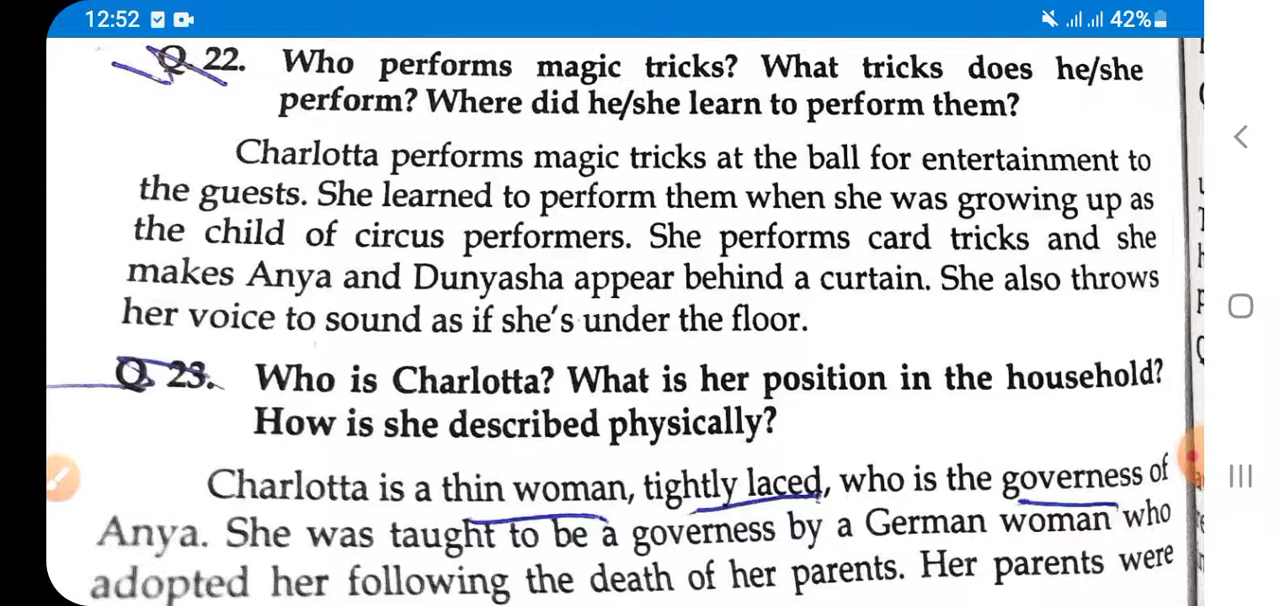 12:52 42%
Q. 22. Who performs magic tricks? What tricks does he/she
perform? Where did he/she learn to perform them?
Charlotta performs magic tricks at the ball for entertainment to
the guests. She learned to perform them when she was growing up as
the child of circus performers. She performs card tricks and she
makes Anya and Dunyasha appear behind a curtain. She also throws
her voice to sound as if she's under the floor.
Q. 23. Who is Charlotta? What is her position in the household?
How is she described physically?
Charlotta is a thin woman, tightly laced, who is the governess of
Anya. She was taught to be a governess by a German woman who
adopted her following the death of her parents. Her parents were